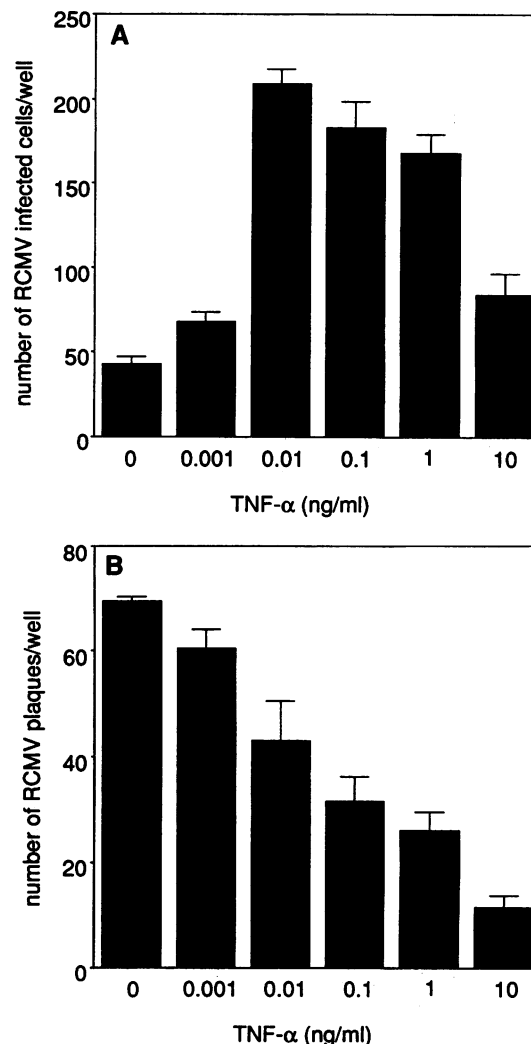 A
number of RCMV infected cells/well
250
200
150
100
50
0
0 0.001 0.01 0.1 1 10
TNF-α (ng/ml)
B
number of RCMV plaques/well
80
60
40
20
0
0 0.001 0.01 0.1 1 10
TNF-α (ng/ml)